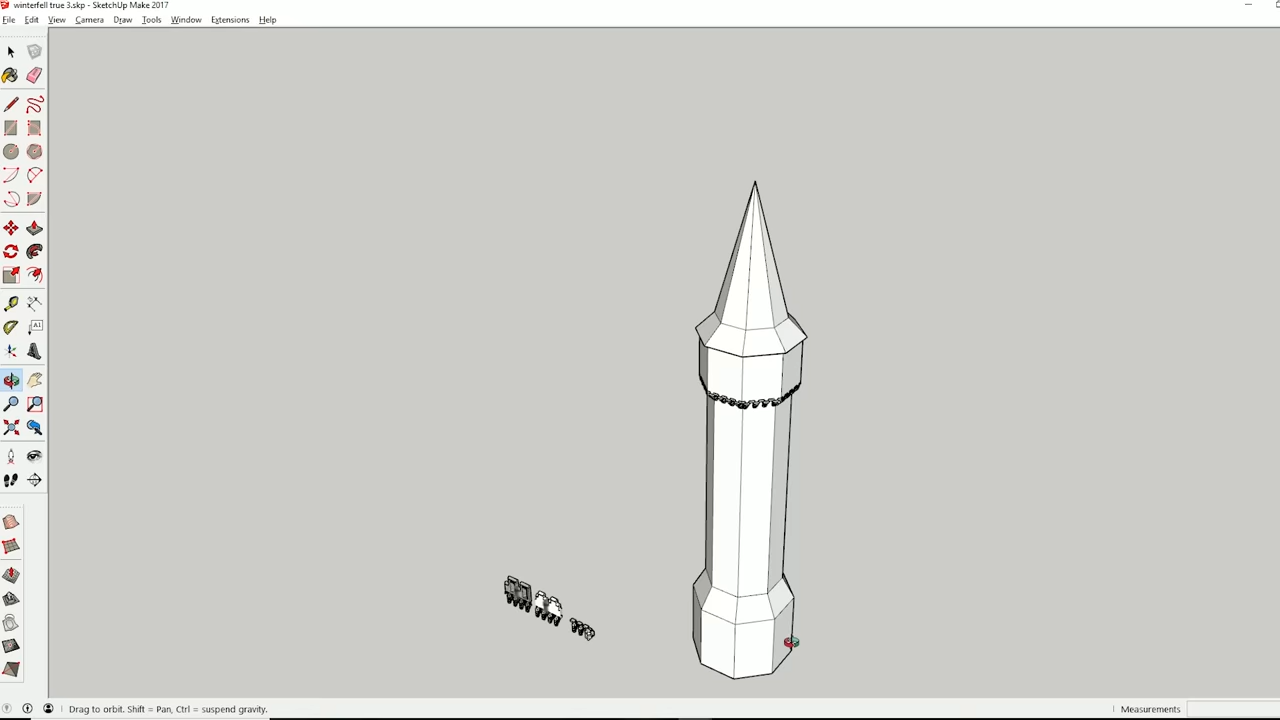 winterfell true 3.skp - SketchUp Make 2017
File Edit View Camera Draw Tools Window Extensions Help
A1
Drag to orbit. Shift = Pan, Ctrl = suspend gravity.
Measurements